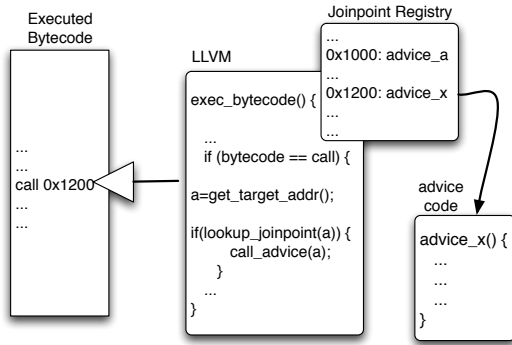 Executed
Bytecode
...
...
call 0x1200
...
...
LLVM
exec_bytecode() {
...
if (bytecode == call) {
a=get_target_addr();
if(lookup_joinpoint(a)) {
call_advice(a);
}
...
}
Joinpoint Registry
...
0x1000: advice_a
...
0x1200: advice_x
...
...
advice
code
advice_x() {
...
...
...
}